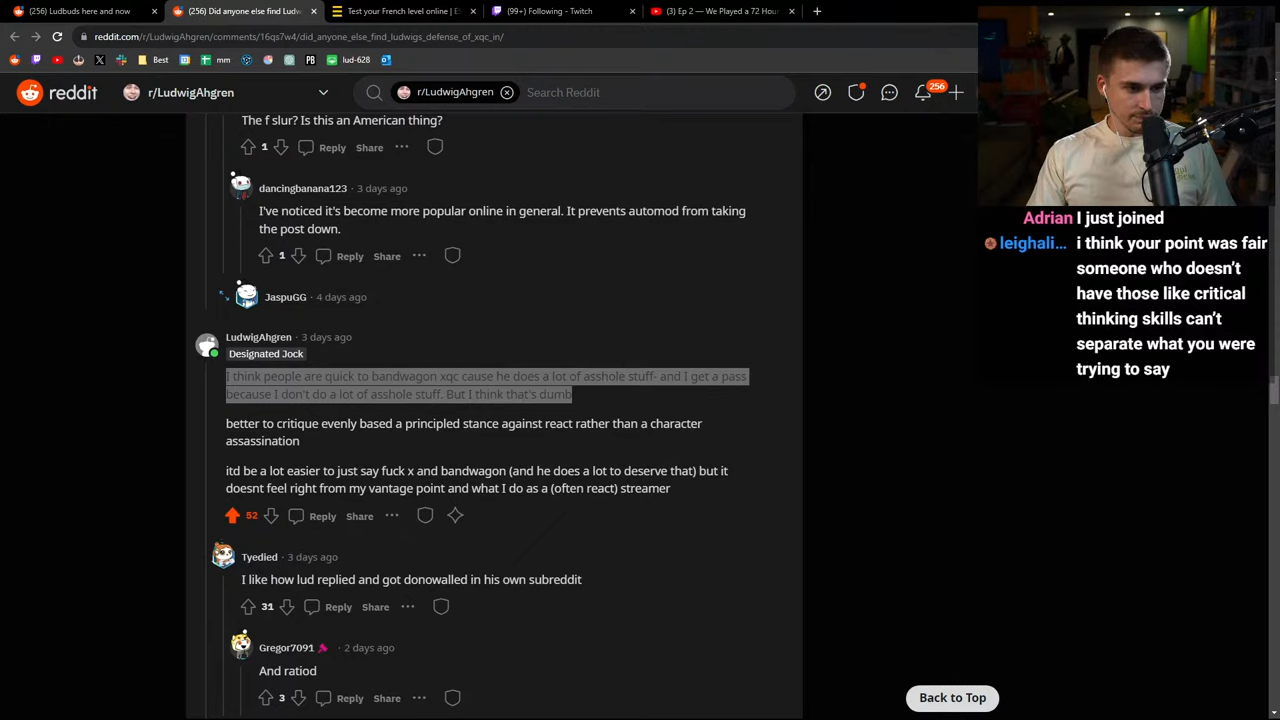 (256) Ludbuds here and now
(256) Did anyone else find Ludw
Test your French level online | E
(99+) Following - Twitch
(3) Ep 2 — We Played a 72 Hour
reddit.com/r/LudwigAhgren/comments/16qs7w4/did_anyone_else_find_ludwigs_defense_of_xqc_in/
Best
mm
PB
lud-628
reddit
r/LudwigAhgren
r/LudwigAhgren
Search Reddit
256
The f slur? Is this an American thing?
1 Reply Share
dancingbanana123 · 3 days ago
I've noticed it's become more popular online in general. It prevents automod from taking
the post down.
1 Reply Share
JaspuGG · 4 days ago
LudwigAhgren · 3 days ago
Designated Jock
I think people are quick to bandwagon xqc cause he does a lot of asshole stuff- and I get a pass
because I don't do a lot of asshole stuff. But I think that's dumb
better to critique evenly based a principled stance against react rather than a character
assassination
itd be a lot easier to just say fuck x and bandwagon (and he does a lot to deserve that) but it
doesnt feel right from my vantage point and what I do as a (often react) streamer
52 Reply Share
Tyedied · 3 days ago
I like how lud replied and got donowalled in his own subreddit
31 Reply Share
Gregor7091 · 2 days ago
And ratiod
3 Reply Share
Back to Top
Adrian I just joined
leighali... i think your point was fair
someone who doesn't
have those like critical
thinking skills can't
separate what you were
trying to say